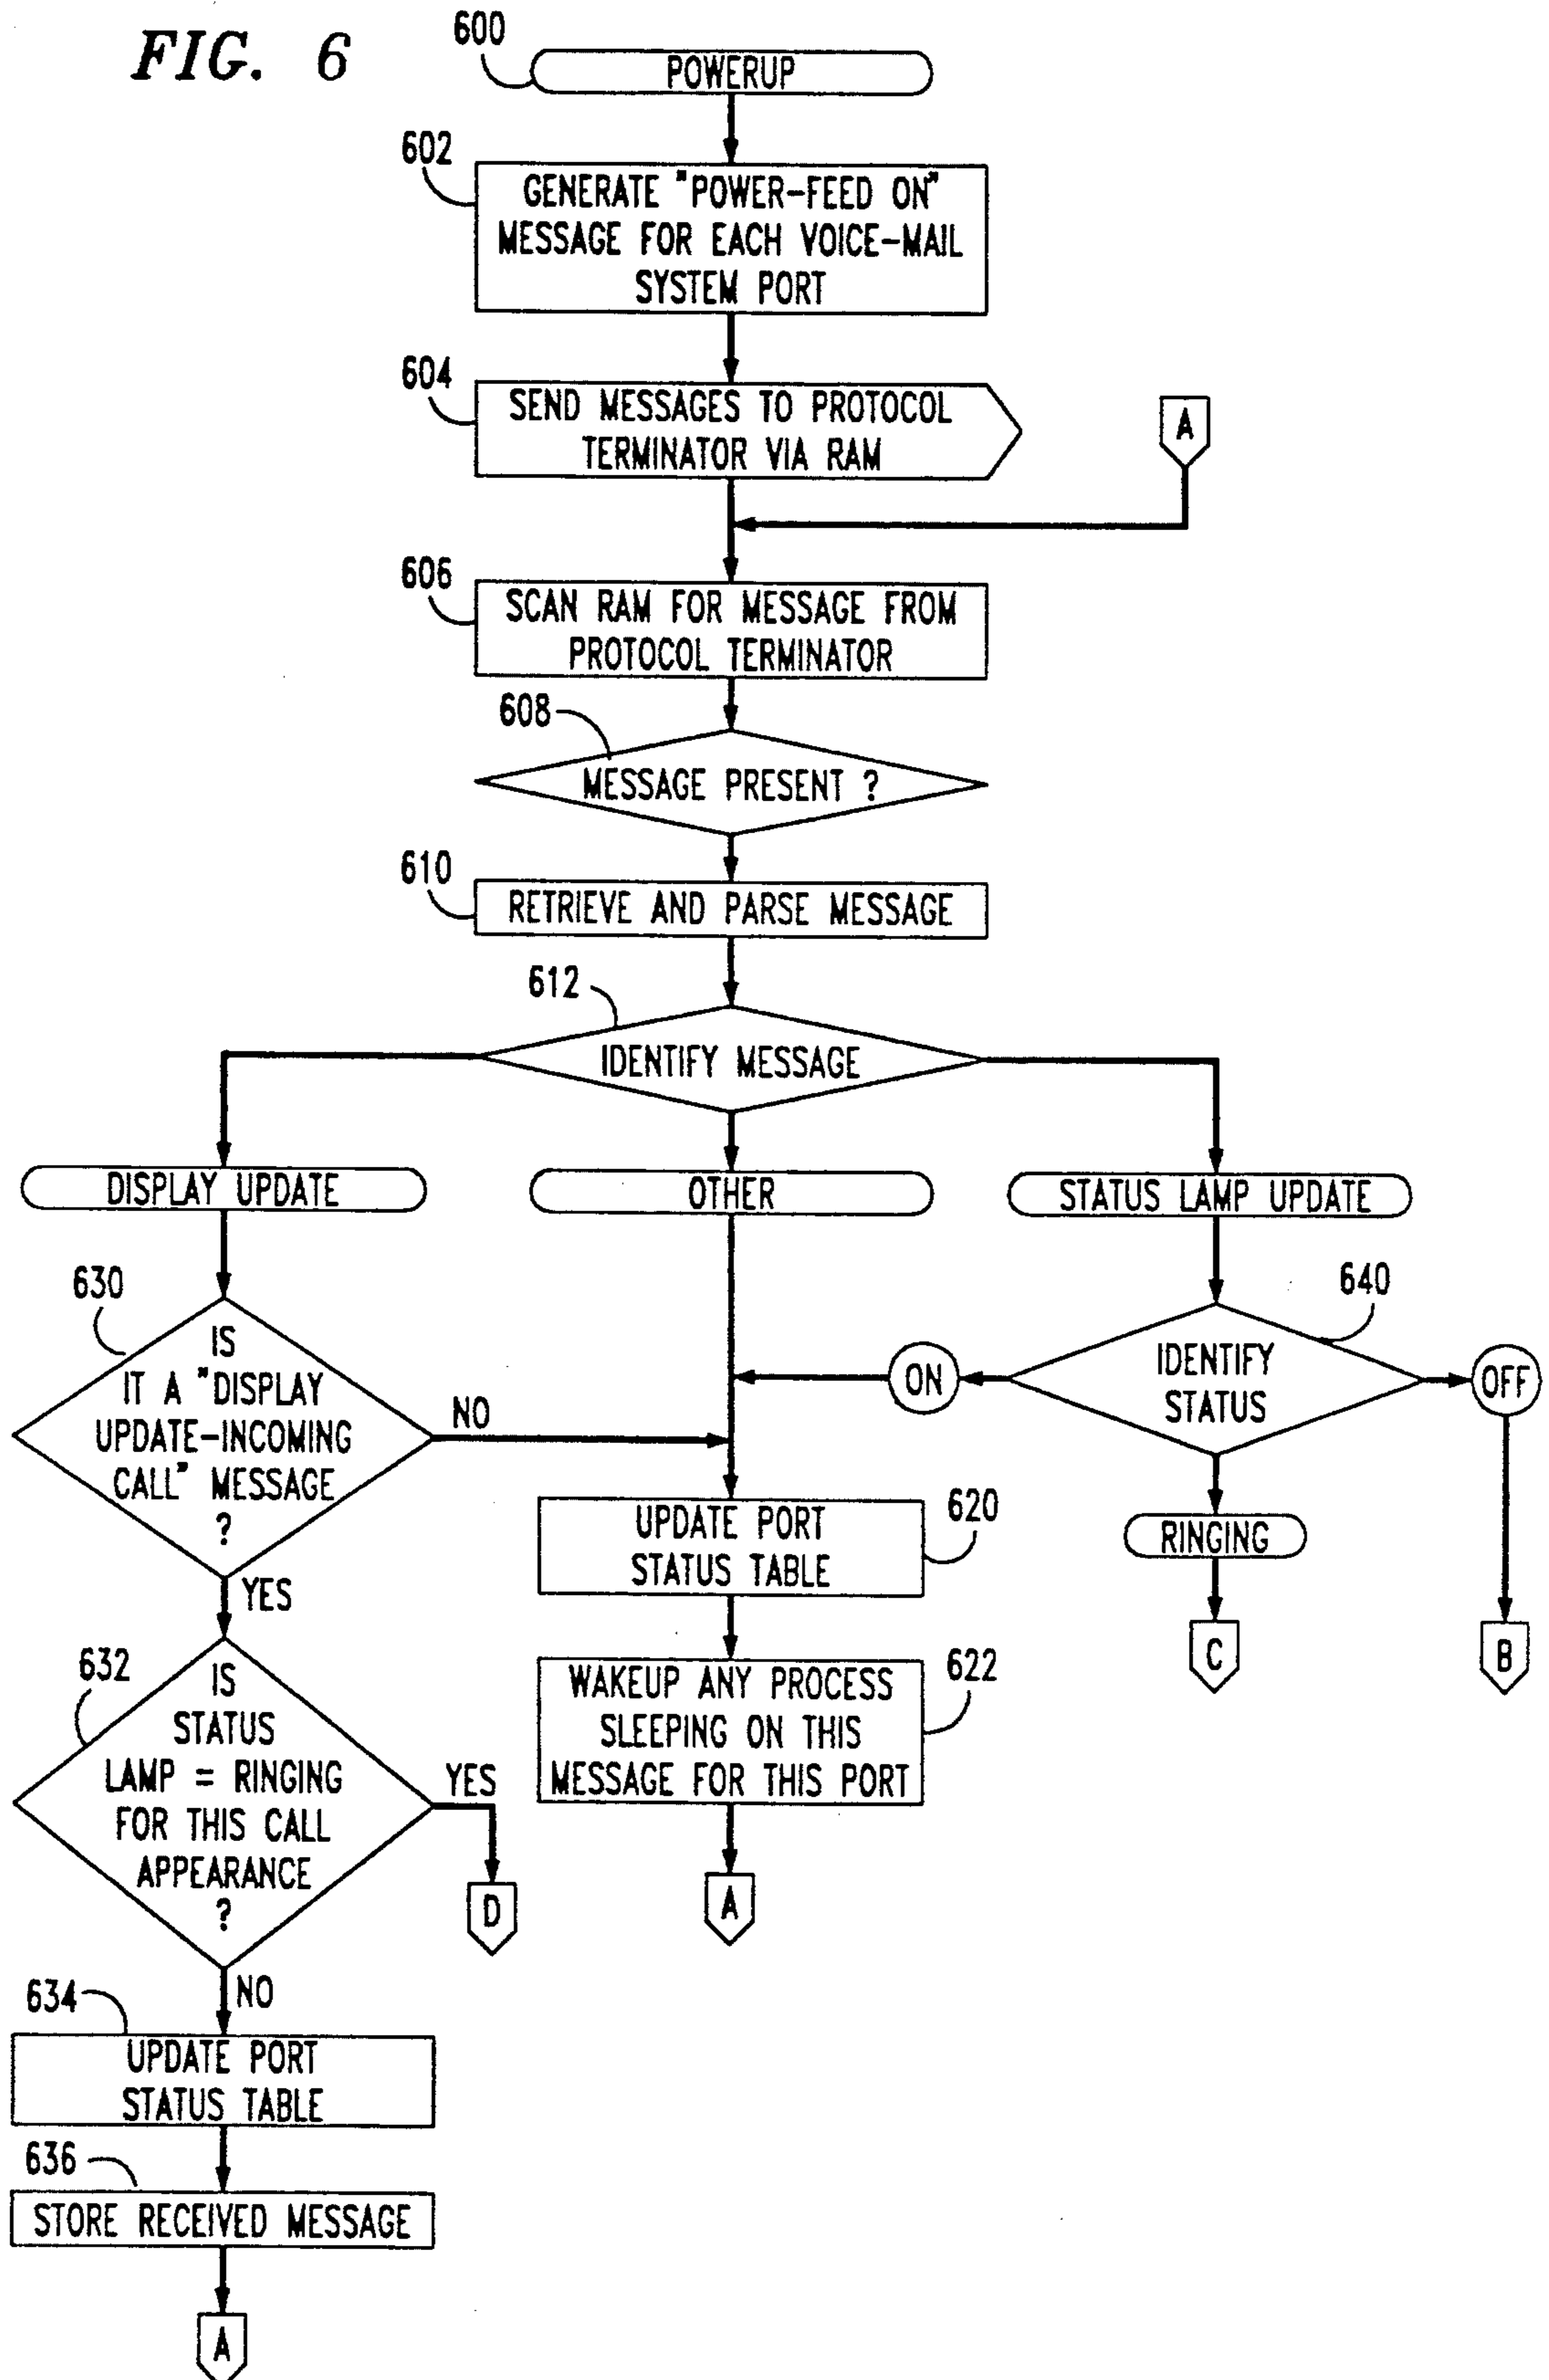 FIG. 6
600
POWERUP
602
GENERATE "POWER-FEED ON"
MESSAGE FOR EACH VOICE-MAIL
SYSTEM PORT
604
SEND MESSAGES TO PROTOCOL
TERMINATOR VIA RAM
A
606
SCAN RAM FOR MESSAGE FROM
PROTOCOL TERMINATOR
608
MESSAGE PRESENT ?
610
RETRIEVE AND PARSE MESSAGE
612
IDENTIFY MESSAGE
DISPLAY UPDATE
OTHER
STATUS LAMP UPDATE
630
IS
IT A "DISPLAY
UPDATE-INCOMING
CALL" MESSAGE
?
NO
YES
640
IDENTIFY
STATUS
ON
OFF
RINGING
C
B
UPDATE PORT
STATUS TABLE
620
WAKEUP ANY PROCESS
SLEEPING ON THIS
MESSAGE FOR THIS PORT
622
A
632
IS
STATUS
LAMP = RINGING
FOR THIS CALL
APPEARANCE
?
YES
D
NO
634
UPDATE PORT
STATUS TABLE
636
STORE RECEIVED MESSAGE
A